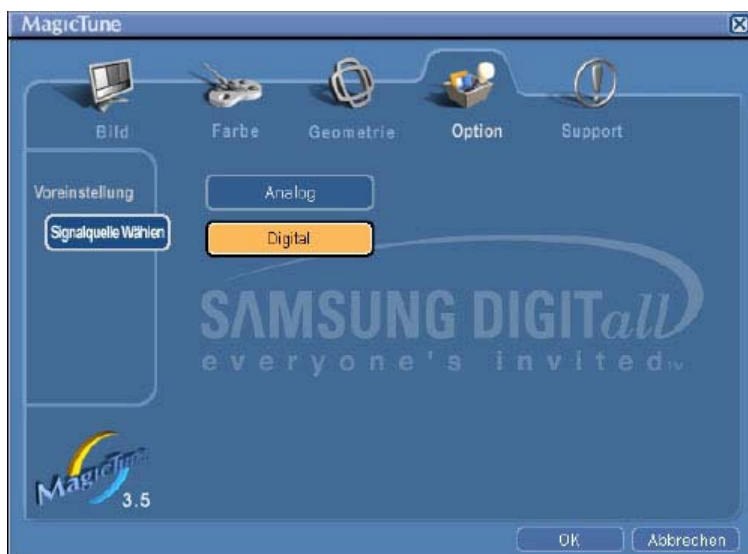 MagicTune
Bild
Farbe
Geometrie
Option
Support
Voreinstellung
Signalquelle Wählen
Analog
Digital
SAMSUNG DIGITall
everyone's invited™
MagicTune
3.5
OK
Abbrechen